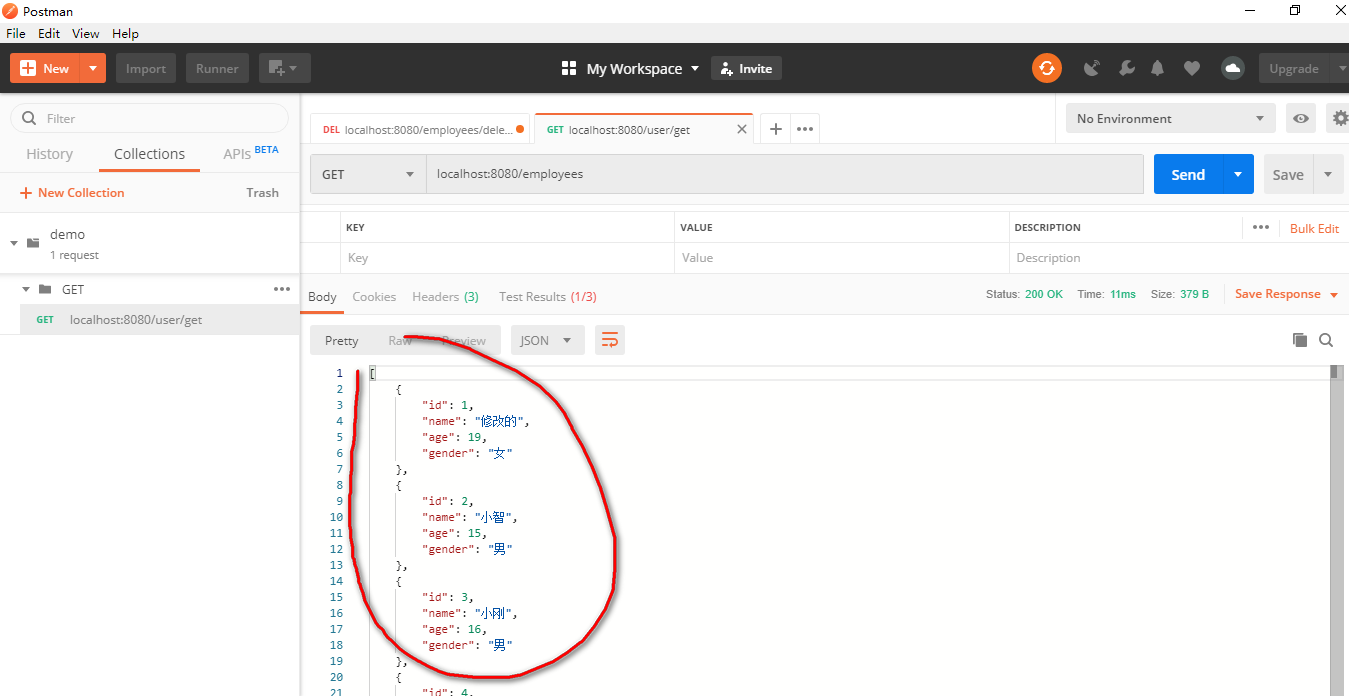 Postman
File Edit View Help
New Import Runner My Workspace Invite Upgrade
Filter
History Collections APIs BETA
New Collection Trash
demo
1 request
GET
GET localhost:8080/user/get
DEL localhost:8080/employees/dele...
GET localhost:8080/user/get
No Environment
GET localhost:8080/employees Send Save
KEY VALUE DESCRIPTION Bulk Edit
Key Value Description
Body Cookies Headers (3) Test Results (1/3) Status: 200 OK Time: 11ms Size: 379 B Save Response
Pretty Raw Preview JSON
1 [
2 {
3 "id": 1,
4 "name": "修改的",
5 "age": 19,
6 "gender": "女"
7 },
8 {
9 "id": 2,
10 "name": "小智",
11 "age": 15,
12 "gender": "男"
13 },
14 {
15 "id": 3,
16 "name": "小刚",
17 "age": 16,
18 "gender": "男"
19 },
20 {
21 "id": 4,